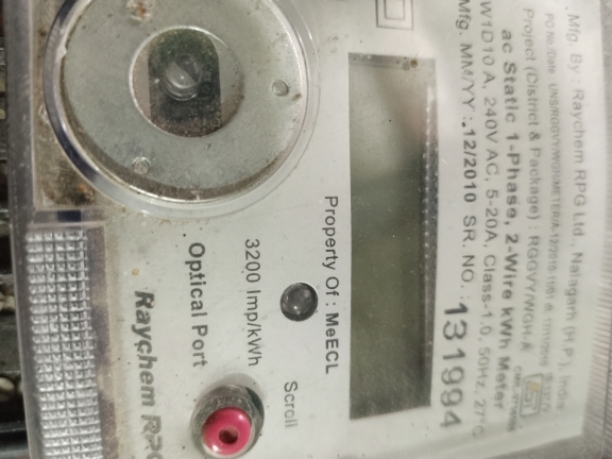 Mfg. By : Raychem RPG Ltd., Nalagarh (H.P.), India
Project (District & Package) : RGGVY/WGH-A
ac Static 1-Phase, 2-Wire kWh Meter
W1D10 A, 240V AC, 5-20A, Class-1.0, 50Hz, 27°C
Mfg. MM/YY :.12/2010 SR. NO. : 131994
Property Of : MeECL
3200 Imp/kWh
Scroll
Optical Port
Raychem RPG